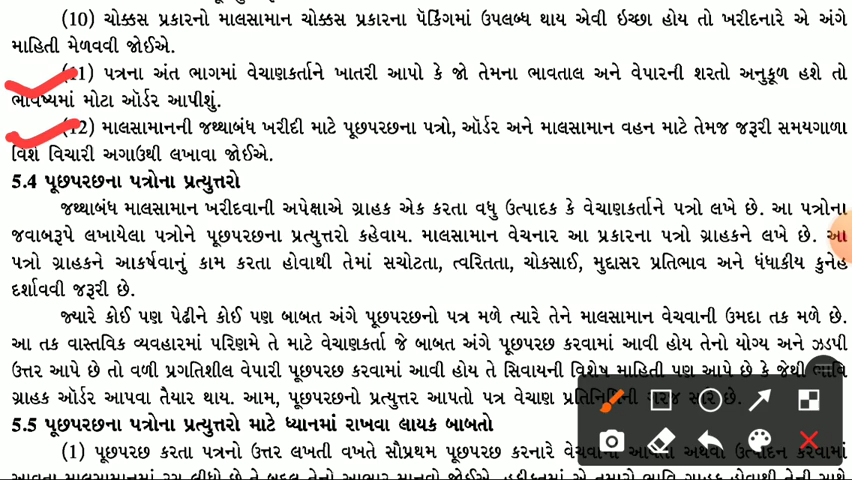 (10) ચોક્કસ પ્રકારનો માલસામાન ચોક્કસ પ્રકારના પૅકિંગમાં ઉપલબ્ધ થાય એવી ઇચ્છા હોય તો ખરીદનારે એ અંગે
માહિતી મેળવવી જોઈએ.
(11) પત્રના અંત ભાગમાં વેચાણકર્તાને ખાતરી આપો કે જો તેમના ભાવતાલ અને વેપારની શરતો અનુકૂળ હશે તો
ભવિષ્યમાં મોટા ઑર્ડર આપીશું.
(12) માલસામાનની જથ્થાબંધ ખરીદી માટે પૂછપરછના પત્રો, ઑર્ડર અને માલસામાન વહન માટે તેમજ જરૂરી સમયગાળા
વિશે વિચારી અગાઉથી લખાવા જોઈએ.
5.4 પૂછપરછના પત્રોના પ્રત્યુત્તરો
જથ્થાબંધ માલસામાન ખરીદવાની અપેક્ષાએ ગ્રાહક એક કરતા વધુ ઉત્પાદક કે વેચાણકર્તાને પત્રો લખે છે. આ પત્રોના
જવાબરૂપે લખાયેલા પત્રોને પૂછપરછના પ્રત્યુત્તરો કહેવાય. માલસામાન વેચનાર આ પ્રકારના પત્રો ગ્રાહકને લખે છે. આ
પત્રો ગ્રાહકને આકર્ષવાનું કામ કરતા હોવાથી તેમાં સચોટતા, ત્વરિતતા, ચોકસાઈ, મુદ્દાસર પ્રતિભાવ અને ધંધાકીય કુનેહ
દર્શાવવી જરૂરી છે.
જ્યારે કોઈ પણ પેઢીને કોઈ પણ બાબત અંગે પૂછપરછનો પત્ર મળે ત્યારે તેને માલસામાન વેચવાની ઉમદા તક મળે છે.
આ તક વાસ્તવિક વ્યવહારમાં પરિણમે તે માટે વેચાણકર્તા જે બાબત અંગે પૂછપરછ કરવામાં આવી હોય તેનો યોગ્ય અને ઝડપી
ઉત્તર આપે છે તો વળી પ્રગતિશીલ વેપારી પૂછપરછ કરવામાં આવી હોય તે સિવાયની વિશેષ માહિતી પણ આપે છે કે જેથી ભાવિ
ગ્રાહક ઑર્ડર આપવા તૈયાર થાય. આમ, પૂછપરછનો પ્રત્યુત્તર આપતો પત્ર વેચાણ પ્રતિનિધિની ગરજ સારે છે.
5.5 પૂછપરછના પત્રોના પ્રત્યુત્તરો માટે ધ્યાનમાં રાખવા લાયક બાબતો
(1) પૂછપરછ કરતા પત્રનો ઉત્તર લખતી વખતે સૌપ્રથમ પૂછપરછ કરનારે વેચવામાં આવતા અથવા ઉત્પાદન કરવામાં